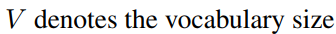 V denotes the vocabulary size